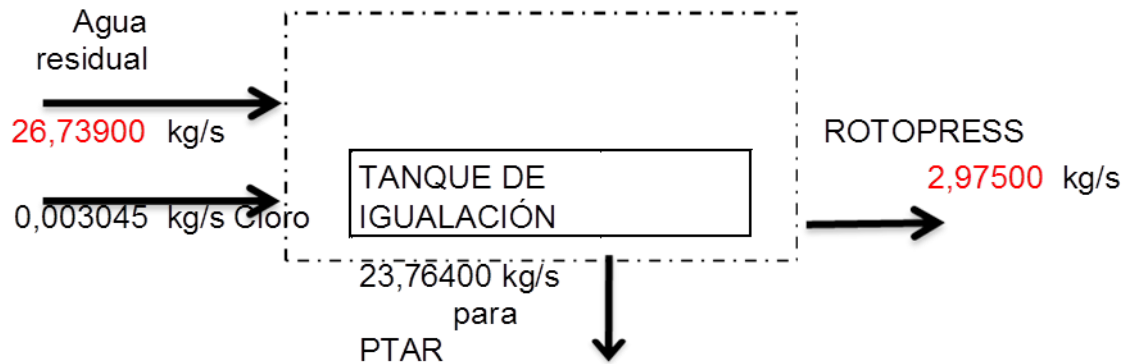 Agua
residual
26,73900 kg/s
0,003045 kg/s Cloro
TANQUE DE
IGUALACIÓN
23,76400 kg/s
para
PTAR
ROTOPRESS
2,97500 kg/s